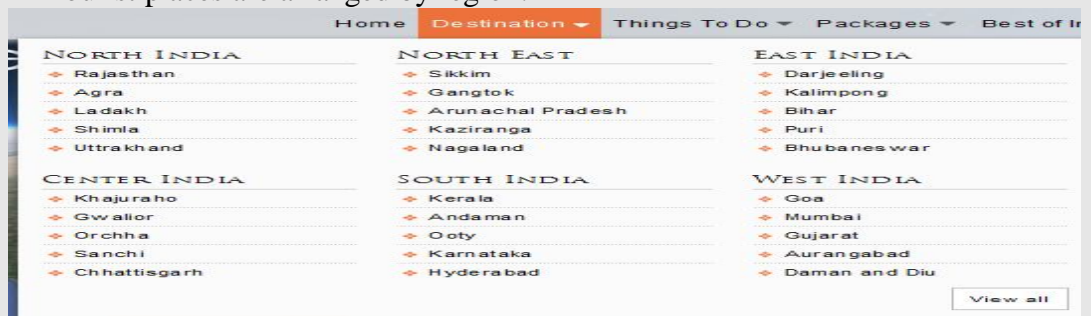 Home Destination Things To Do Packages Best of
NORTH INDIA
Rajasthan
Agra
Ladakh
Shimla
Uttrakhand
NORTH EAST
Sikkim
Gangtok
Arunachal Pradesh
Kaziranga
Nagaland
EAST INDIA
Darjeeling
Kalimpong
Bihar
Puri
Bhubaneswar
CENTER INDIA
Khajuraho
Gwalior
Orchha
Sanchi
Chhattisgarh
SOUTH INDIA
Kerala
Andaman
Ooty
Karnataka
Hyderabad
WEST INDIA
Goa
Mumbai
Gujarat
Aurangabad
Daman and Diu
View all